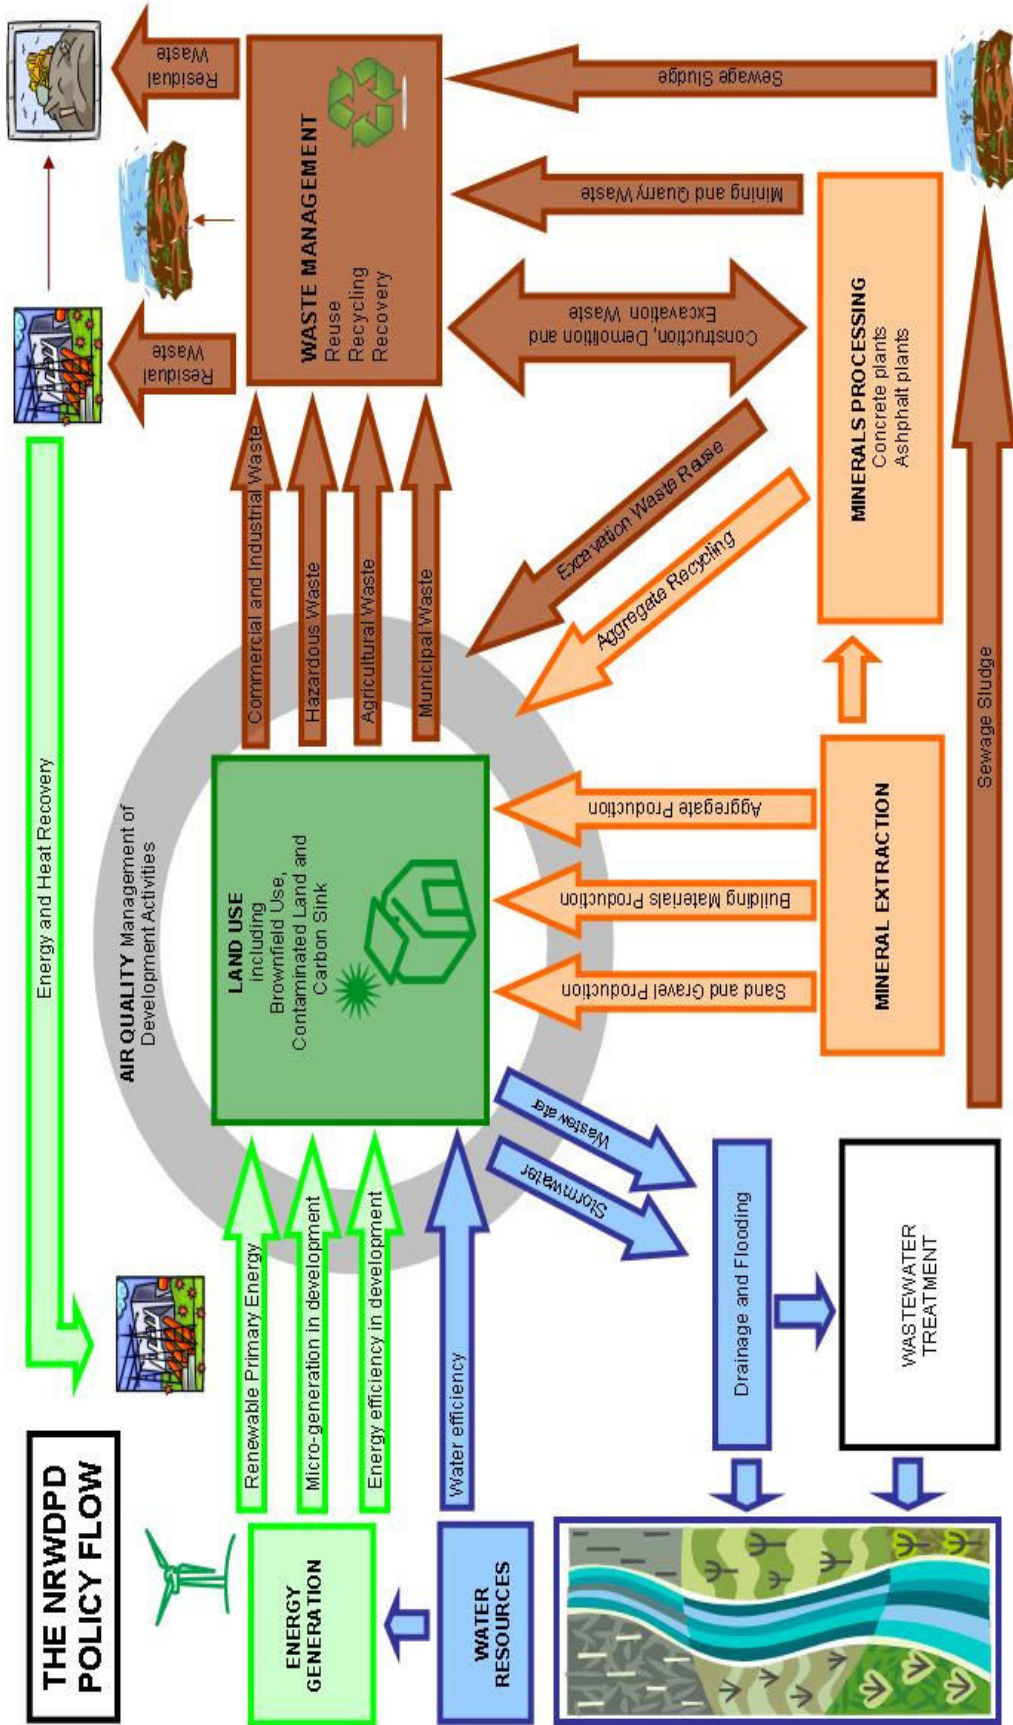 THE NRWDPD
POLICY FLOW
Energy and Heat Recovery
AIR QUALITY Management of
Development Activities
ENERGY
GENERATION
Renewable Primary Energy
Micro-generation in development
Energy efficiency in development
WATER
RESOURCES
Water efficiency
LAND USE
including
Brownfield Use,
Contaminated Land and
Carbon Sink
Commercial and Industrial Waste
Hazardous Waste
Agricultural Waste
Municipal Waste
WASTE MANAGEMENT
Reuse
Recycling
Recovery
Residual
Waste
Residual
Waste
Stormwater
Wastewater
Sand and Gravel Production
Building Materials Production
Aggregate Production
Aggregate Recycling
Excavation Waste Reuse
Construction, Demolition and
Excavation Waste
Mining and Quarry Waste
Sewage Sludge
Drainage and Flooding
WASTEWATER
TREATMENT
MINERAL EXTRACTION
MINERALS PROCESSING
Concrete plants
Ashphalt plants
Sewage Sludge